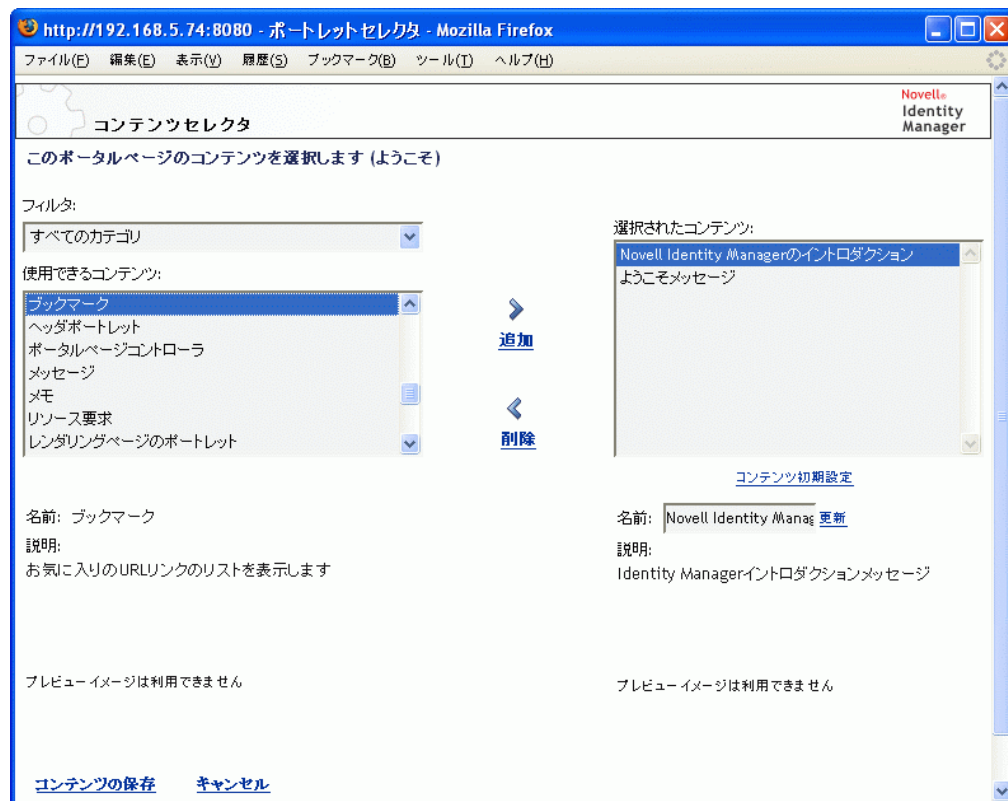 http://192.168.5.74:8080 - ポートレットセレクタ - Mozilla Firefox
ファイル(F) 編集(E) 表示(V) 履歴(S) ブックマーク(B) ツール(T) ヘルプ(H)
コンテンツセレクタ
Novell®
Identity
Manager
このポータルページのコンテンツを選択します (ようこそ)
フィルタ:
すべてのカテゴリ
使用できるコンテンツ:
ブックマーク
ヘッダポートレット
ポータルページコントローラ
メッセージ
メモ
リソース要求
レンダリングページのポートレット
追加
削除
選択されたコンテンツ:
Novell Identity Managerのイントロダクション
ようこそメッセージ
コンテンツ初期設定
名前: ブックマーク
説明:
お気に入りのURLリンクのリストを表示します
名前: Novell Identity Manag 更新
説明:
Identity Managerイントロダクションメッセージ
プレビューイメージは利用できません
プレビューイメージは利用できません
コンテンツの保存 キャンセル